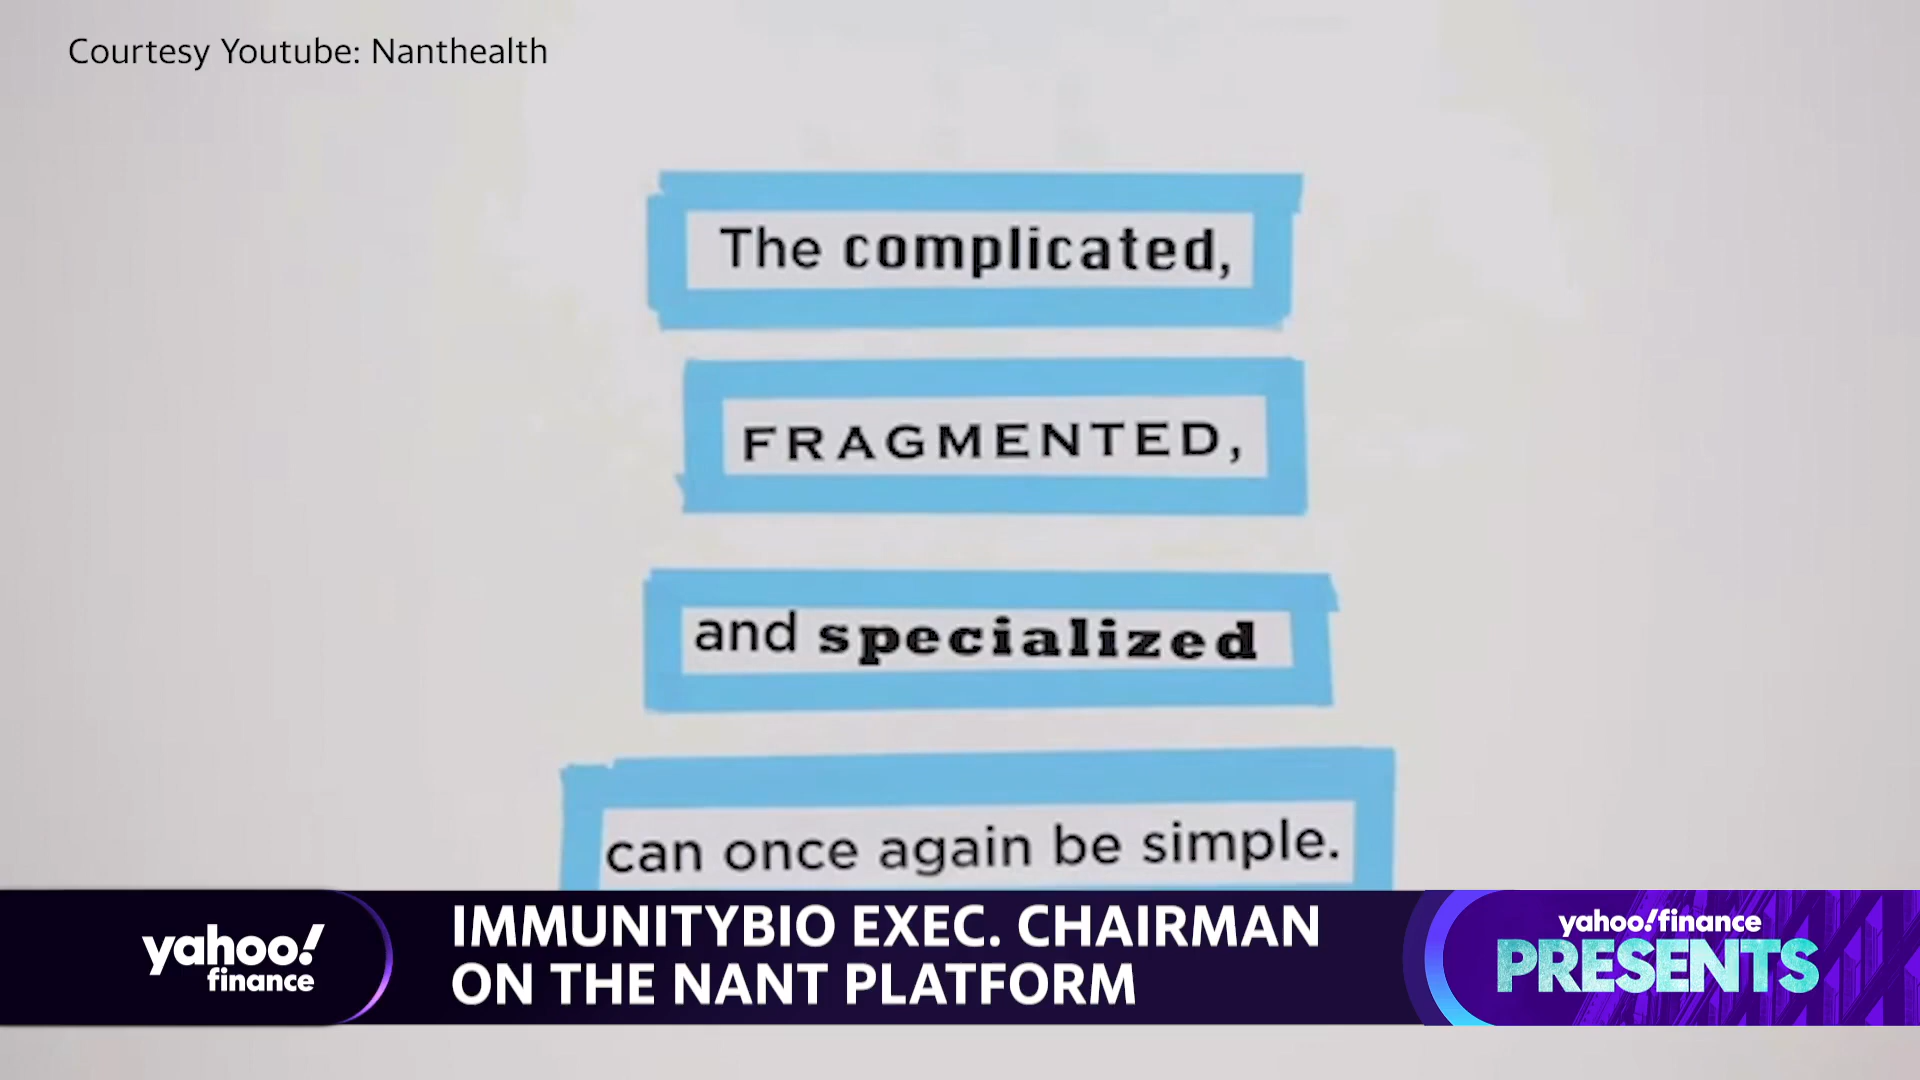 Courtesy Youtube: Nanthealth
The complicated,
FRAGMENTED,
and specialized
can once again be simple.
yahoo!
finance
IMMUNITYBIO EXEC. CHAIRMAN
ON THE NANT PLATFORM
yahoo!finance
PRESENTS